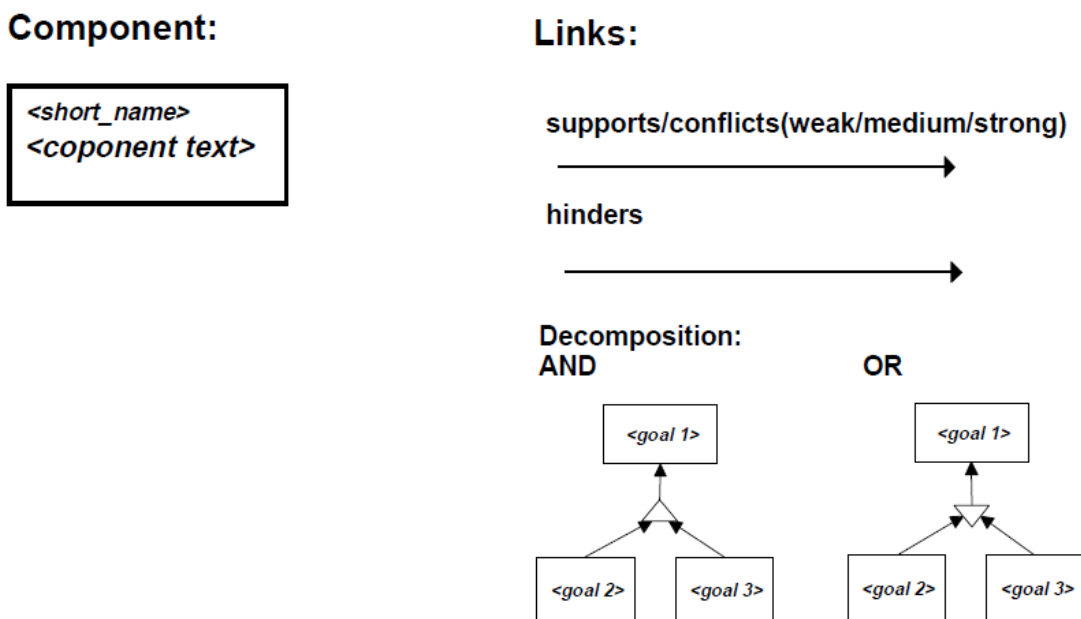 Component:
<short_name>
<coponent text>
Links:
supports/conflicts(weak/medium/strong)
hinders
Decomposition:
AND
OR
<goal 1>
<goal 1>
<goal 2>
<goal 3>
<goal 2>
<goal 3>